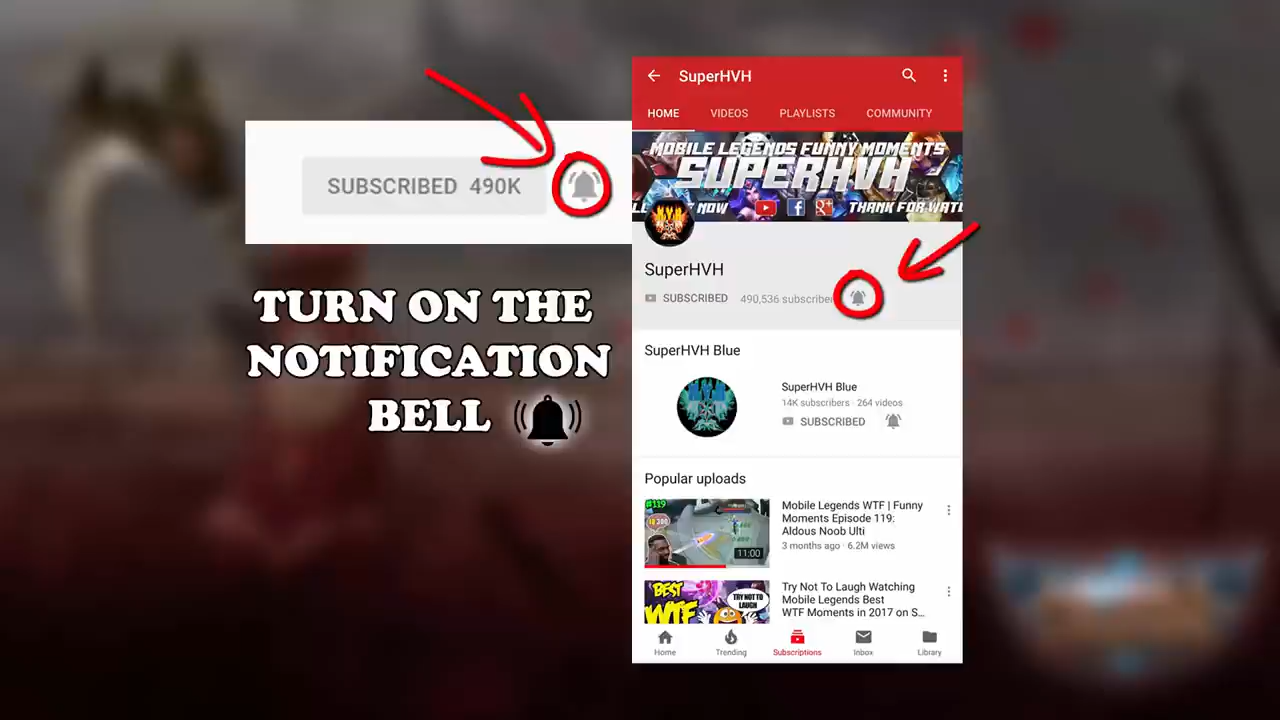 SUBSCRIBED 490K
TURN ON THE
NOTIFICATION
BELL
SuperHVH
HOME VIDEOS PLAYLISTS COMMUNITY
MOBILE LEGENDS FUNNY MOMENTS
SUPERHVH
NOW
THANK FOR WATC
SuperHVH
SUBSCRIBED 490,536 subscriber
SuperHVH Blue
SuperHVH Blue
14K subscribers · 264 videos
SUBSCRIBED
Popular uploads
#119
11:00
Mobile Legends WTF | Funny
Moments Episode 119:
Aldous Noob Ulti
3 months ago · 6.2M views
BEST
WTF
TRY NOT TO
LAUGH
Try Not To Laugh Watching
Mobile Legends Best
WTF Moments in 2017 on S...
Home Trending Subscriptions Inbox Library